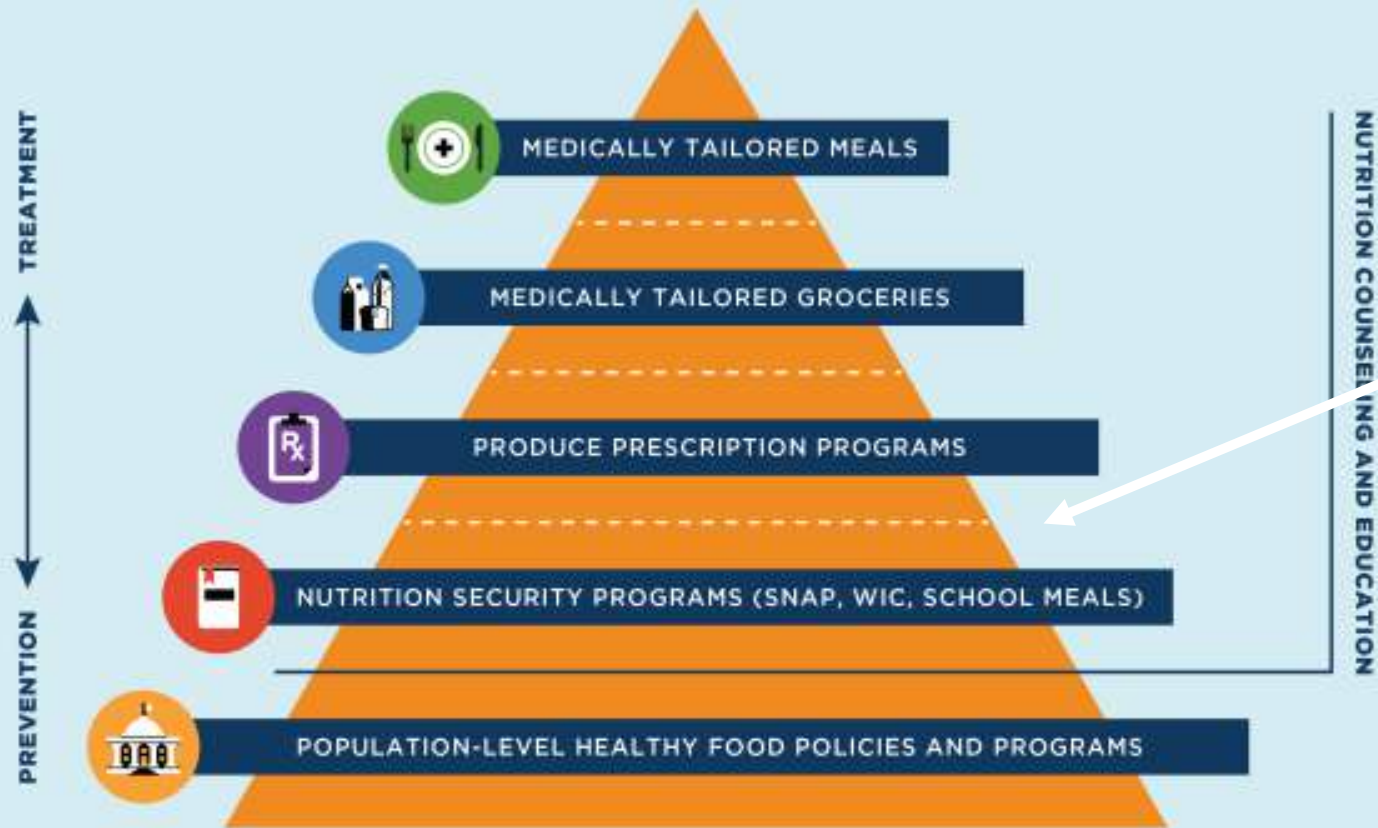 TREATMENT
PREVENTION
MEDICALLY TAILORED MEALS
MEDICALLY TAILORED GROCERIES
Rx
PRODUCE PRESCRIPTION PROGRAMS
NUTRITION SECURITY PROGRAMS (SNAP, WIC, SCHOOL MEALS)
POPULATION-LEVEL HEALTHY FOOD POLICIES AND PROGRAMS
NUTRITION COUNSELING AND EDUCATION